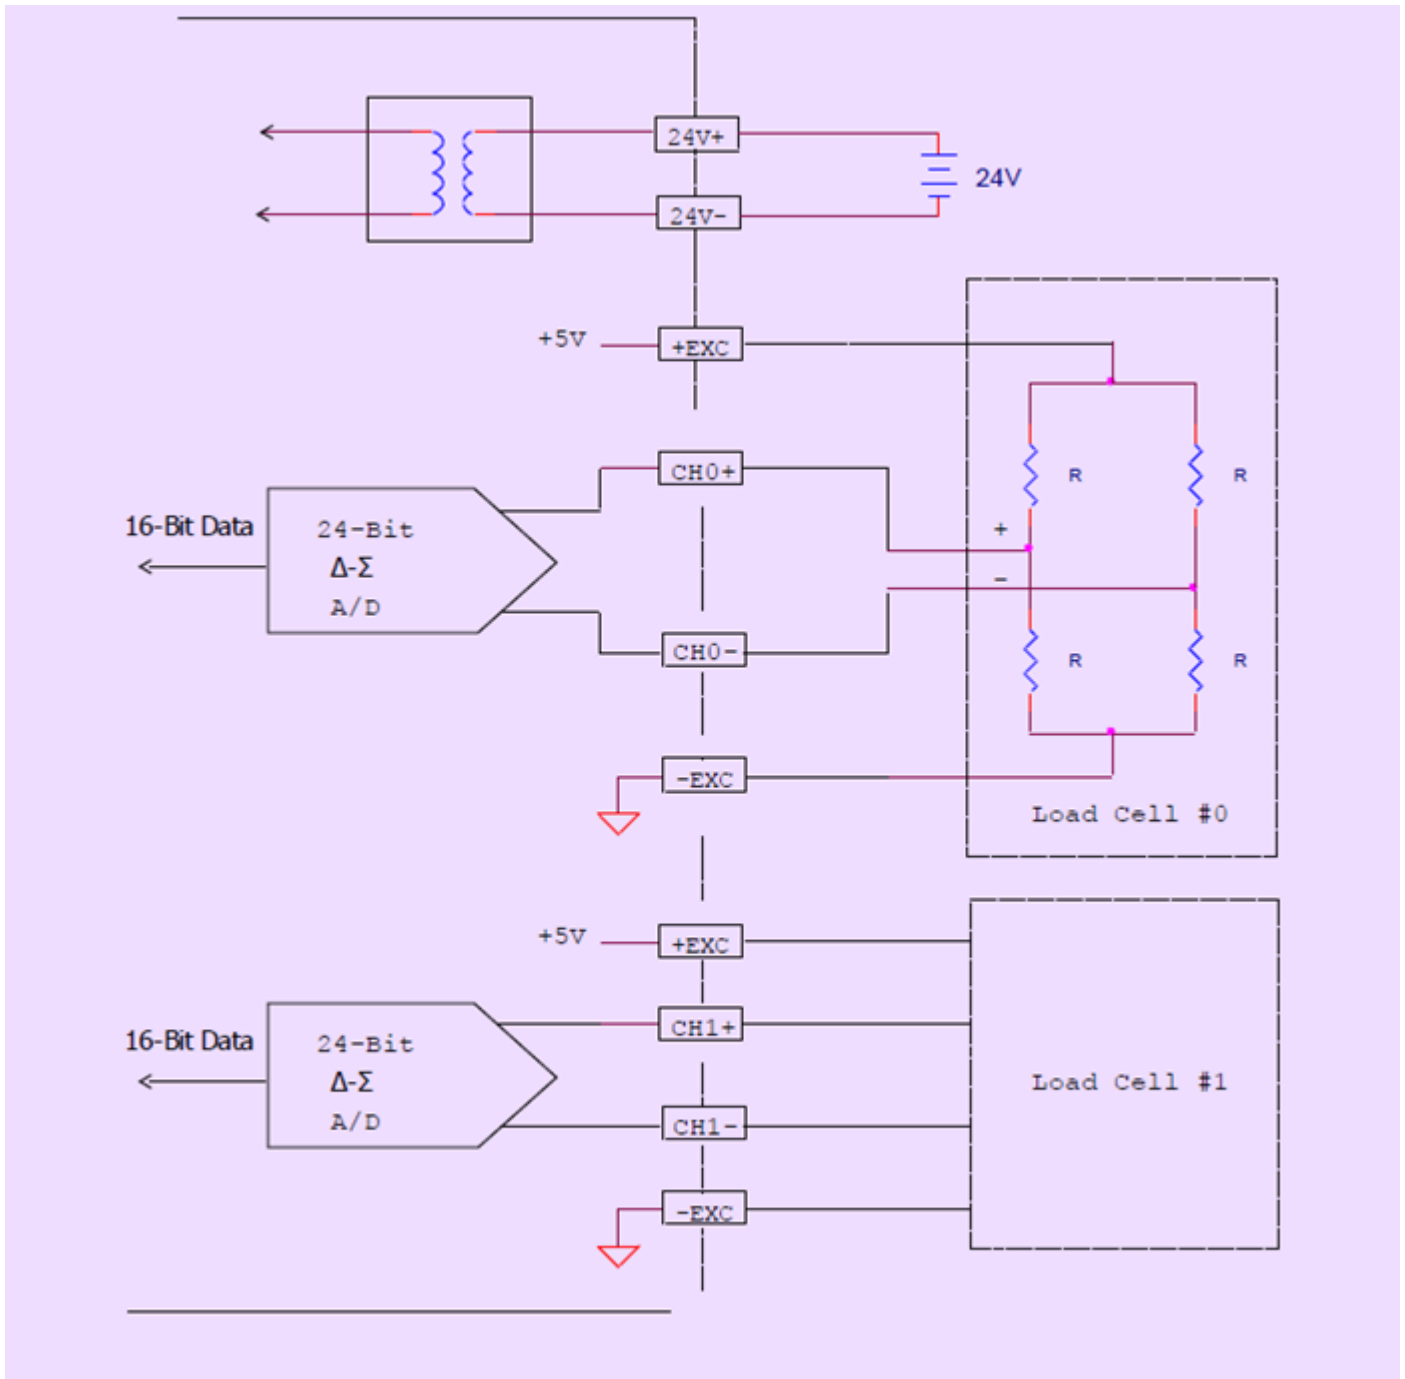 24V+
24V
24V-
+5V
+EXC
CH0+
R
R
16-Bit Data
24-Bit
Δ-Σ
A/D
+
-
CH0-
R
R
-EXC
Load Cell #0
+5V
+EXC
16-Bit Data
24-Bit
Δ-Σ
A/D
CH1+
Load Cell #1
CH1-
-EXC